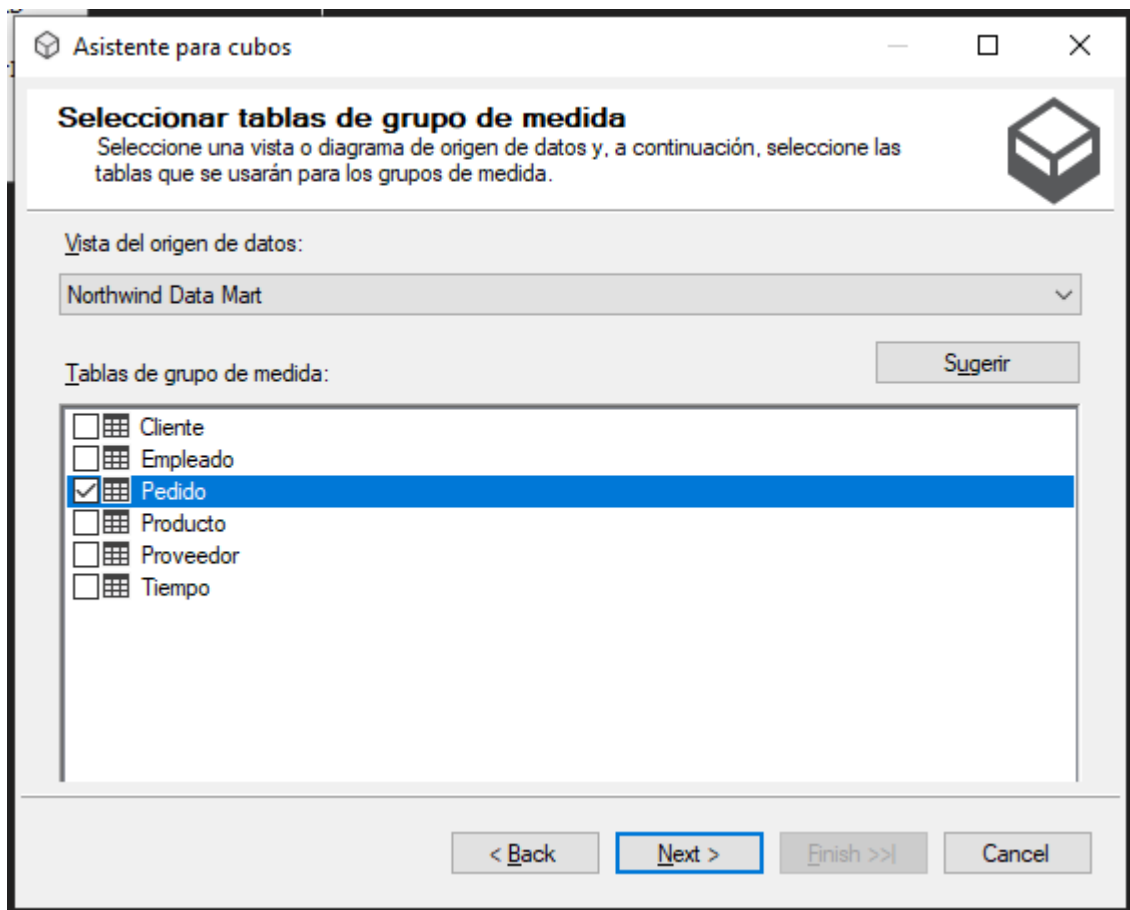 Asistente para cubos
Seleccionar tablas de grupo de medida
Seleccione una vista o diagrama de origen de datos y, a continuación, seleccione las
tablas que se usarán para los grupos de medida.
Vista del origen de datos:
Northwind Data Mart
Sugerir
Tablas de grupo de medida:
Cliente
Empleado
Pedido
Producto
Proveedor
Tiempo
< Back
Next >
Finish >>|
Cancel